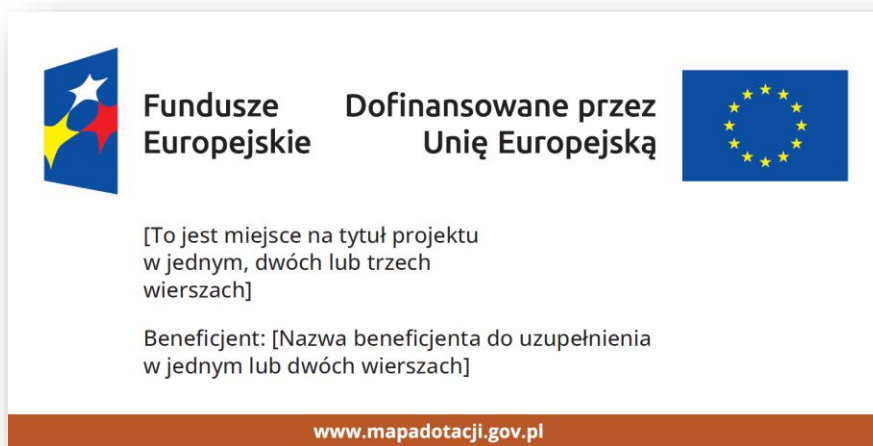 Fundusze
Europejskie
Dofinansowane przez
Unię Europejską
[To jest miejsce na tytuł projektu
w jednym, dwóch lub trzech
wierszach]
Beneficjent: [Nazwa beneficjenta do uzupełnienia
w jednym lub dwóch wierszach]
www.mapadotacji.gov.pl